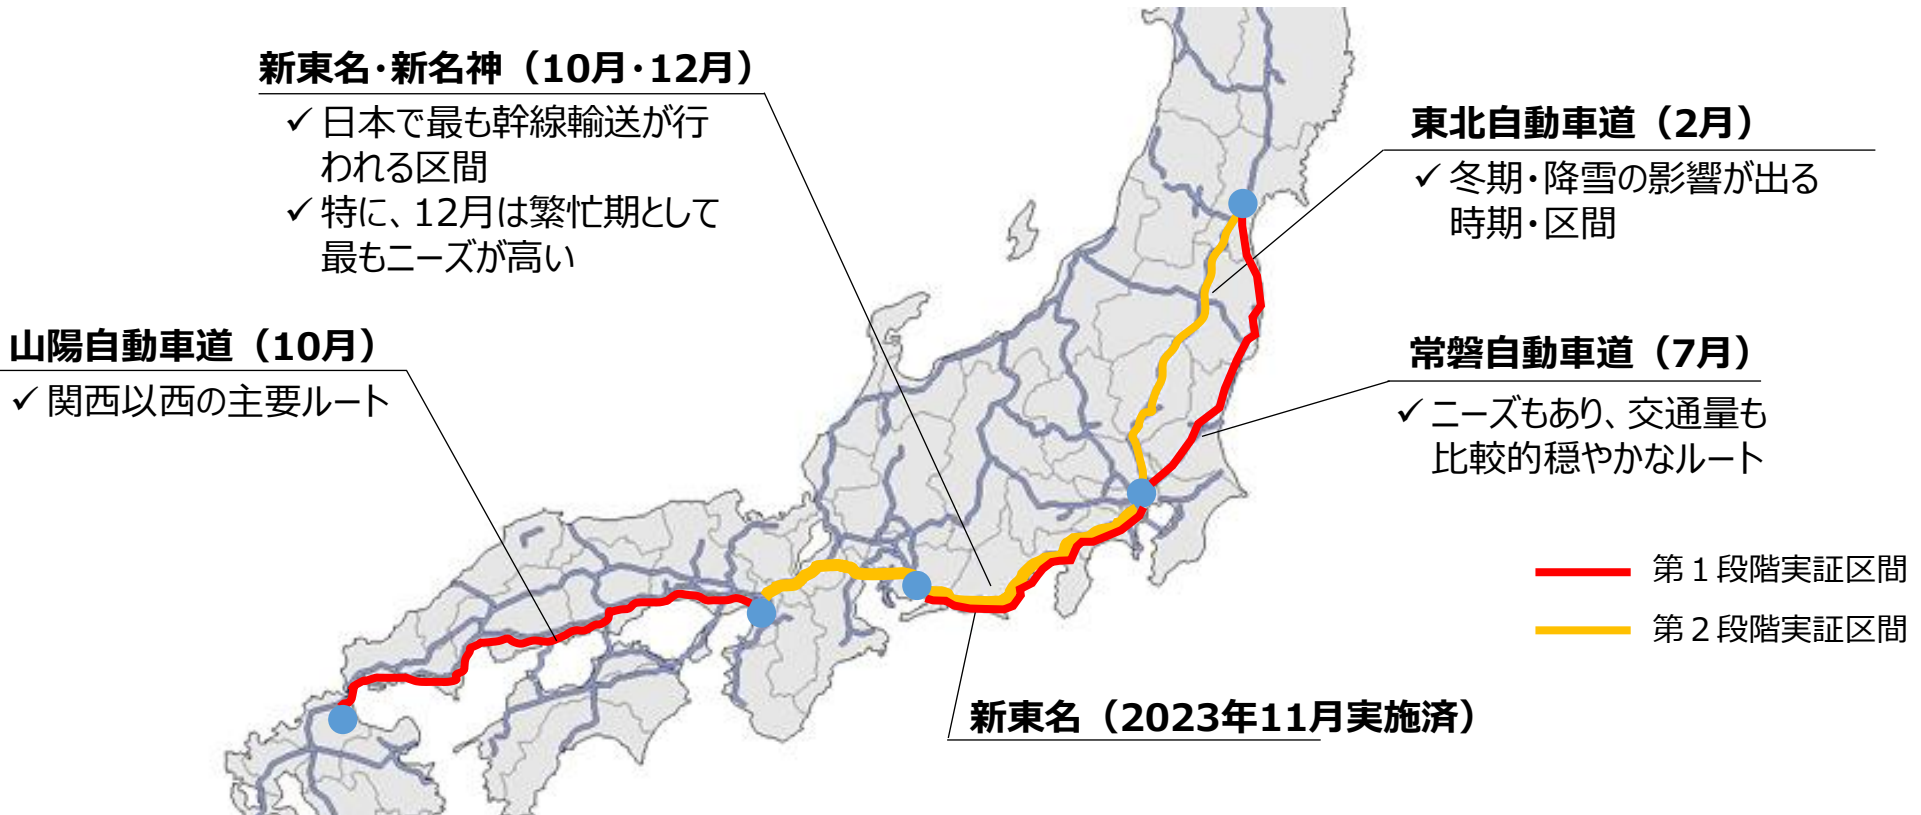 新東名・新名神（10月・12月）
✓ 日本で最も幹線輸送が行
われる区間
✓ 特に、12月は繁忙期として
最もニーズが高い
東北自動車道（2月）
✓ 冬期・降雪の影響が出る
時期・区間
山陽自動車道（10月）
✓ 関西以西の主要ルート
常磐自動車道（7月）
✓ ニーズもあり、交通量も
比較的穏やかなルート
第１段階実証区間
第２段階実証区間
新東名（2023年11月実施済）